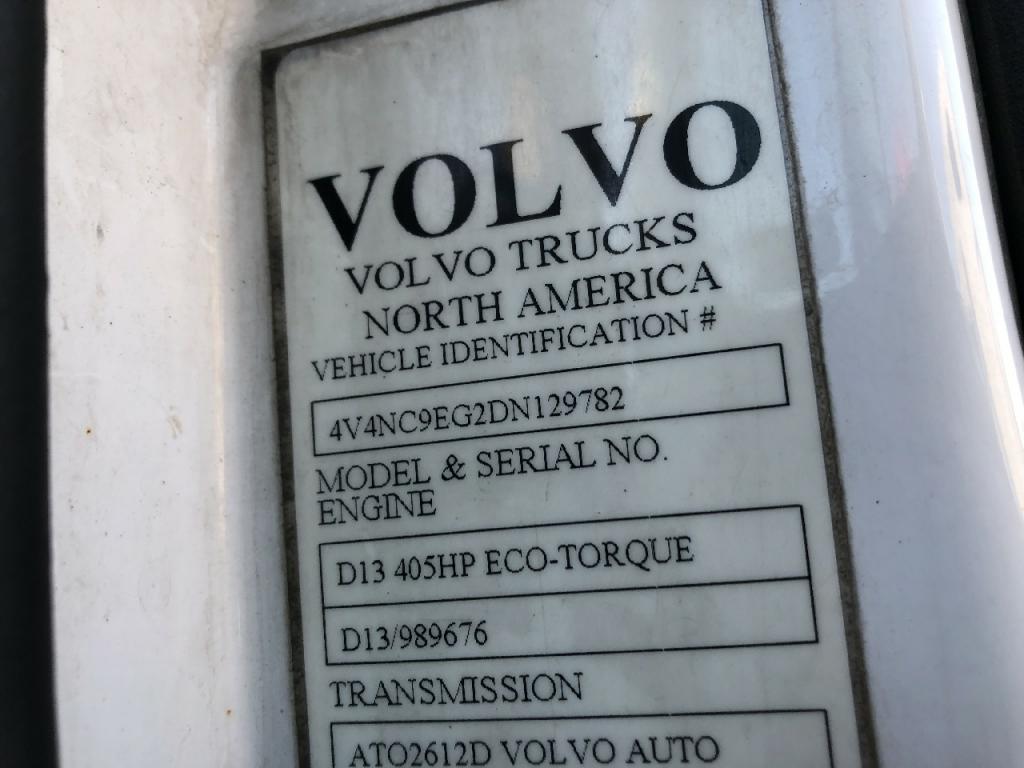 VOLVO
VOLVO TRUCKS
NORTH AMERICA
VEHICLE IDENTIFICATION #
4V4NC9EG2DN129782
MODEL & SERIAL NO.
ENGINE
D13 405HP ECO-TORQUE
D13/989676
TRANSMISSION
ATO2612D VOLVO AUTO